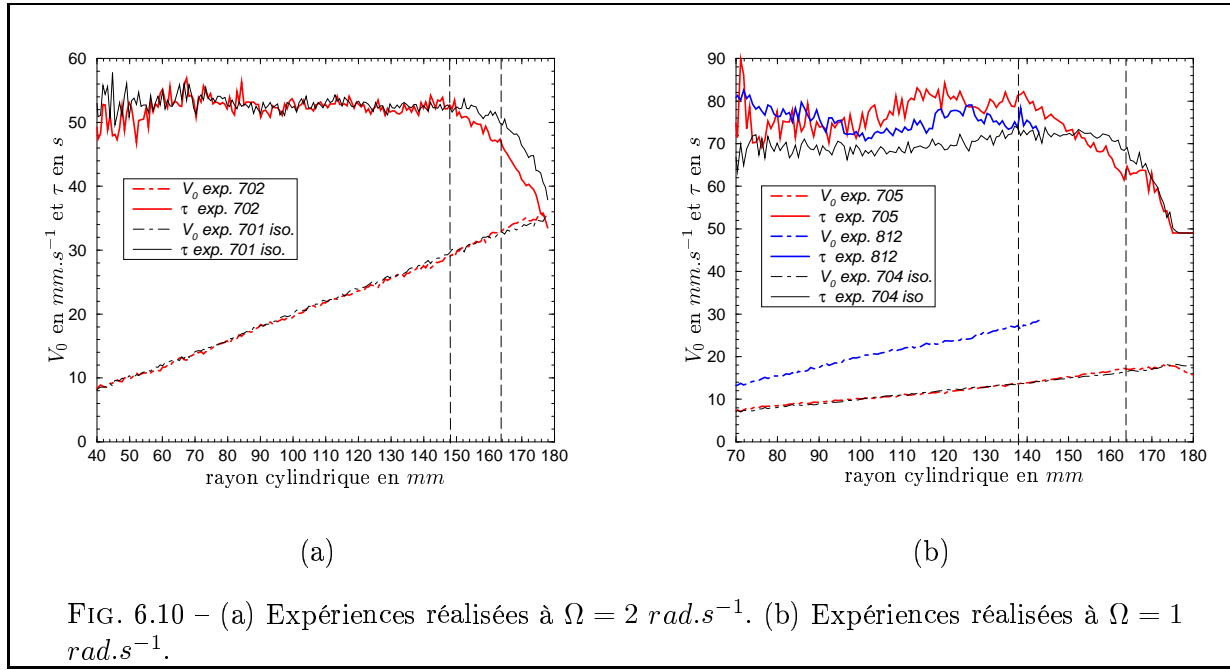 60
50
40
30
20
10
0
V₀ en mm.s⁻¹ et τ en s
V₀ exp. 702
τ exp. 702
V₀ exp. 701 iso.
τ exp. 701 iso.
40 50 60 70 80 90 100 110 120 130 140 150 160 170 180
rayon cylindrique en mm
(a)
90
80
70
60
50
40
30
20
10
0
V₀ en mm.s⁻¹ et τ en s
V₀ exp. 705
τ exp. 705
V₀ exp. 812
τ exp. 812
V₀ exp. 704 iso.
τ exp. 704 iso
70 80 90 100 110 120 130 140 150 160 170 180
rayon cylindrique en mm
(b)
FIG. 6.10 – (a) Expériences réalisées à Ω = 2 rad.s⁻¹. (b) Expériences réalisées à Ω = 1
rad.s⁻¹.